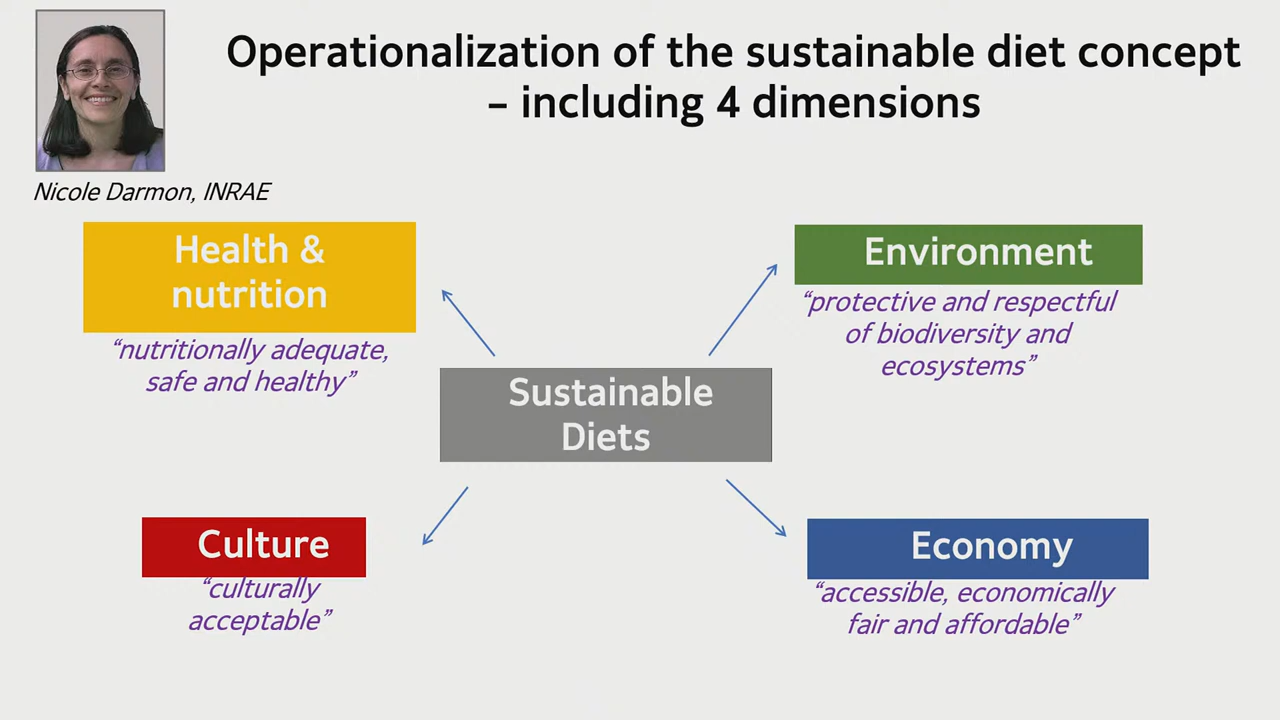 Operationalization of the sustainable diet concept
– including 4 dimensions
Nicole Darmon, INRAE
Health &
nutrition
“nutritionally adequate,
safe and healthy”
Environment
“protective and respectful
of biodiversity and
ecosystems”
Sustainable
Diets
Culture
“culturally
acceptable”
Economy
“accessible, economically
fair and affordable”